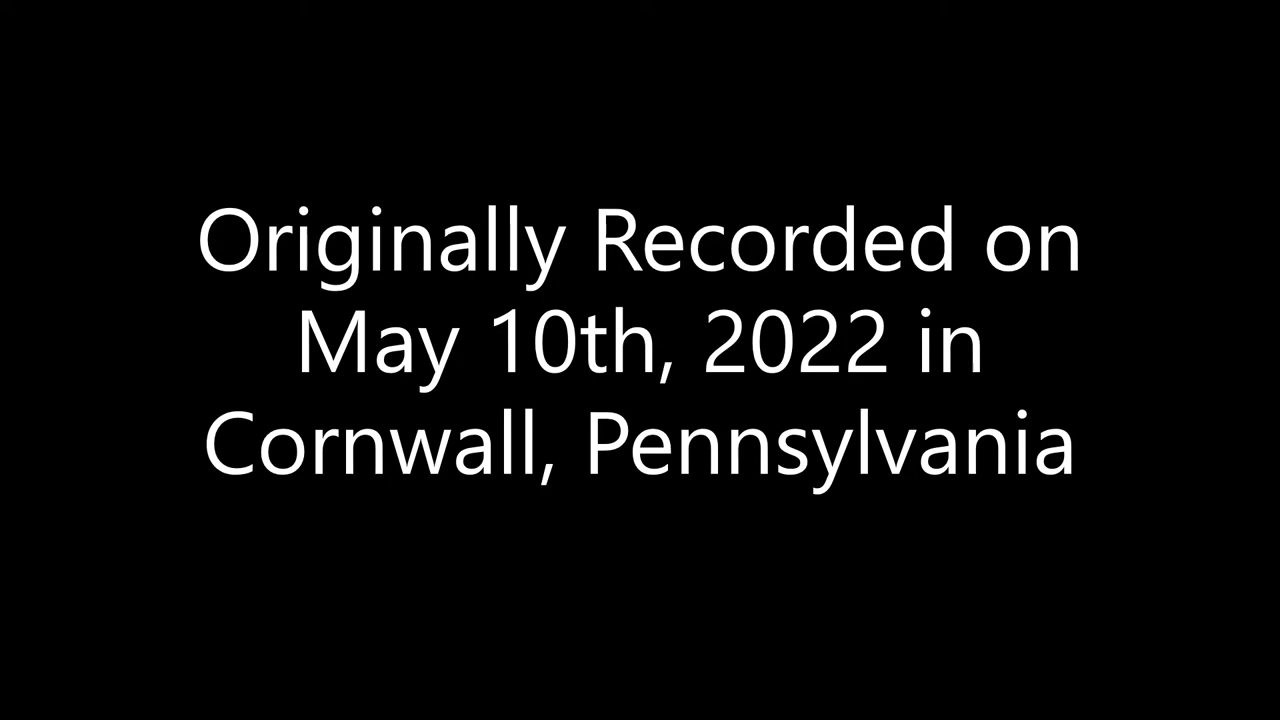 Originally Recorded on
May 10th, 2022 in
Cornwall, Pennsylvania